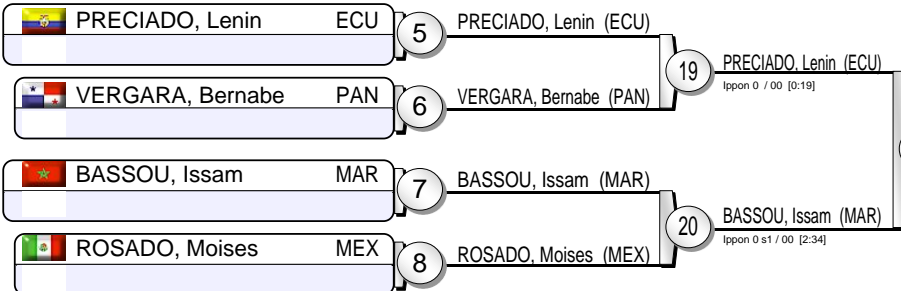 PRECIADO, Lenin ECU
5
PRECIADO, Lenin (ECU)
VERGARA, Bernabe PAN
6
VERGARA, Bernabe (PAN)
19
PRECIADO, Lenin (ECU)
Ippon 0 / 00 [0:19]
BASSOU, Issam MAR
7
BASSOU, Issam (MAR)
ROSADO, Moises MEX
8
ROSADO, Moises (MEX)
20
BASSOU, Issam (MAR)
Ippon 0 s1 / 00 [2:34]